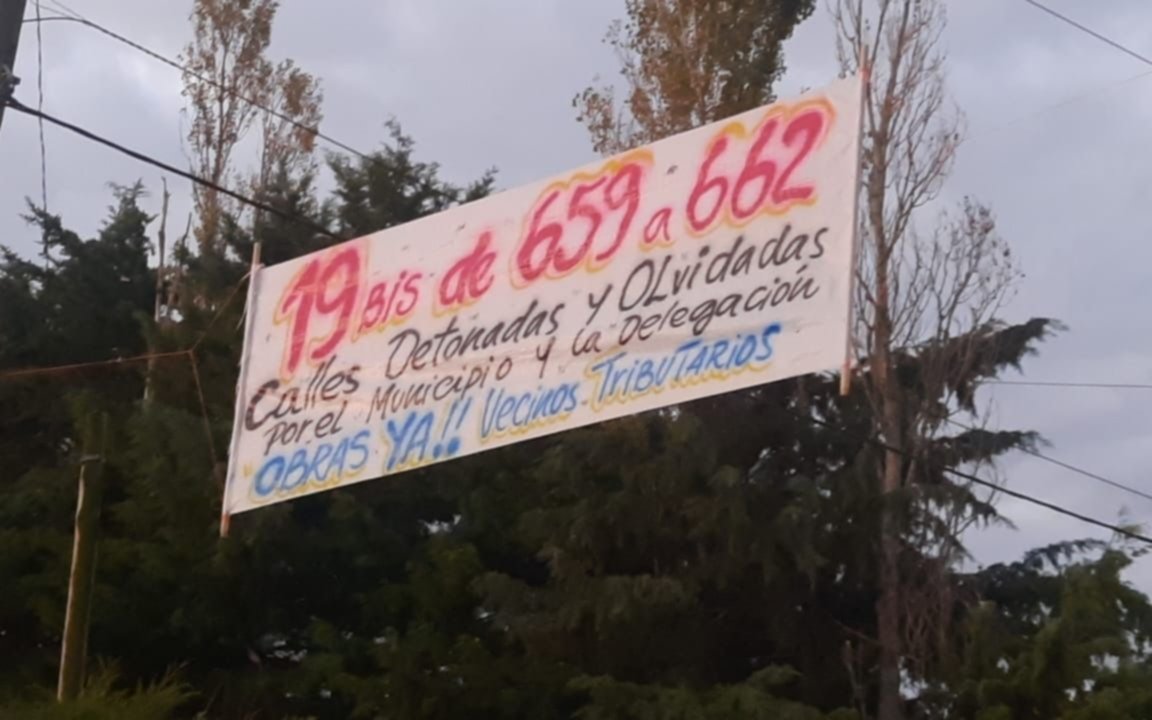 19 bis de 659 a 662
Calles Detonadas y OLvidadas
por el Municipio y la Delegación
OBRAS YA!! Vecinos TRIBUTARIOS